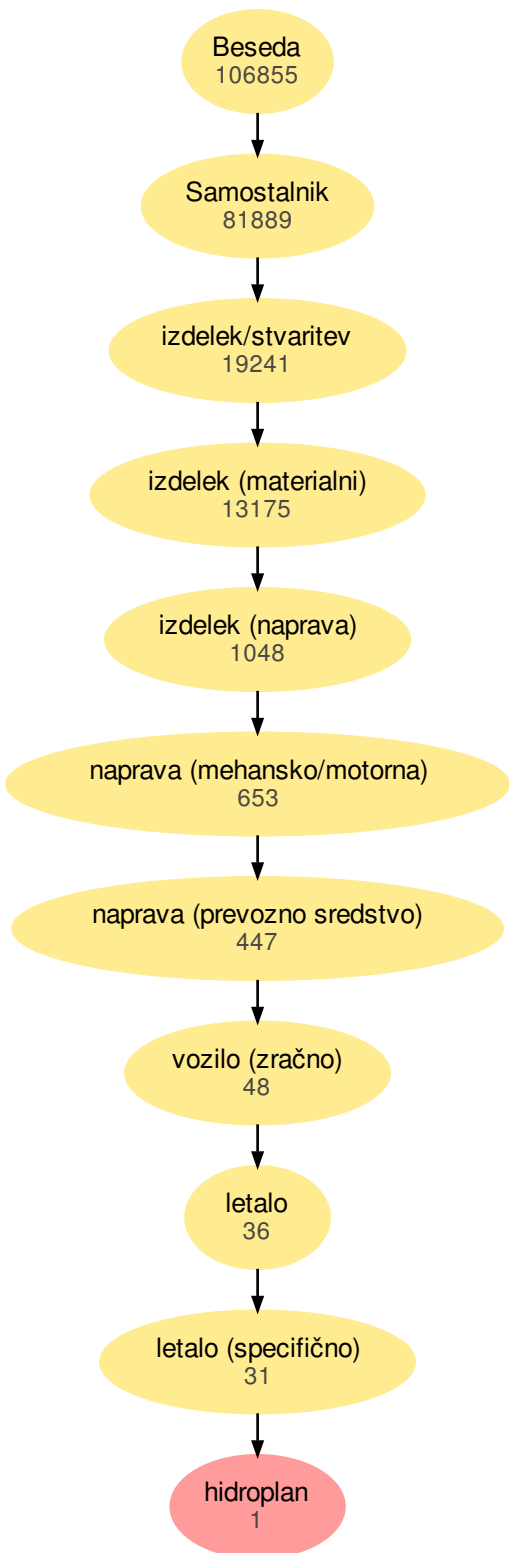 Beseda
106855
Samostalnik
81889
izdelek/stvaritev
19241
izdelek (materialni)
13175
izdelek (naprava)
1048
naprava (mehansko/motorna)
653
naprava (prevozno sredstvo)
447
vozilo (zračno)
48
letalo
36
letalo (specifično)
31
hidroplan
1